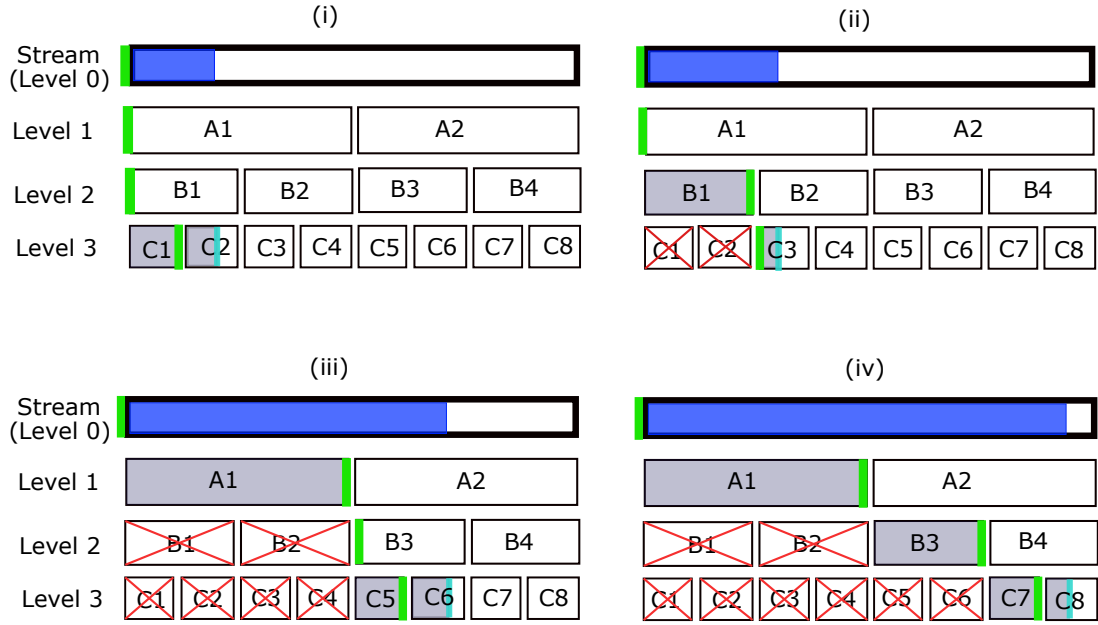 (i)
(ii)
Stream
(Level 0)
Level 1
A1 A2
A1 A2
Level 2
B1 B2 B3 B4
B1 B2 B3 B4
Level 3
C1 C2 C3 C4 C5 C6 C7 C8
C1 C2 C3 C4 C5 C6 C7 C8
(iii)
(iv)
Stream
(Level 0)
Level 1
A1 A2
A1 A2
Level 2
B1 B2 B3 B4
B1 B2 B3 B4
Level 3
C1 C2 C3 C4 C5 C6 C7 C8
C1 C2 C3 C4 C5 C6 C7 C8